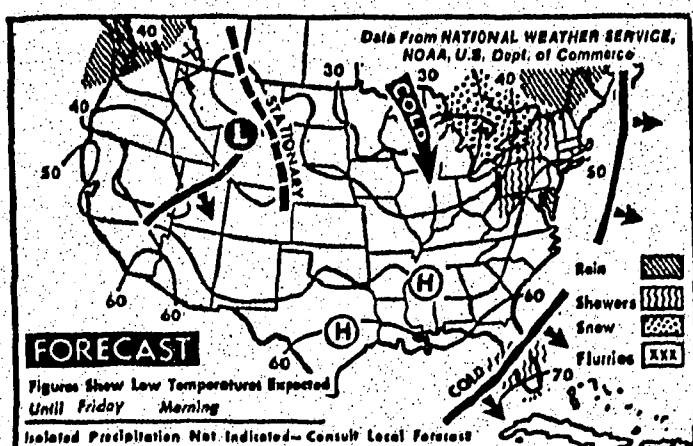 Data From NATIONAL WEATHER SERVICE,
NOAA, U.S. Dept. of Commerce
40
30
30
40
40
COLD
STATIONARY
L
50
50
60
60
H
H
60
60
70
COLD
Rain
Showers
Snow
Flurries
FORECAST
Figures Show Low Temperatures Expected
Until Friday Morning
Isolated Precipitation Not Indicated– Consult Local Forecast